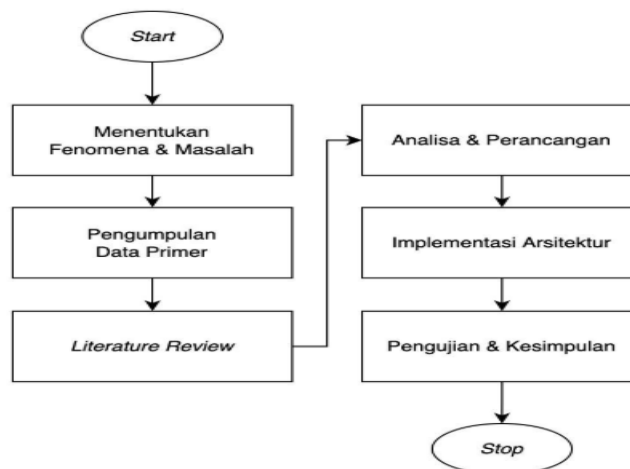 Start
Menentukan
Fenomena & Masalah
Pengumpulan
Data Primer
Literature Review
Analisa & Perancangan
Implementasi Arsitektur
Pengujian & Kesimpulan
Stop